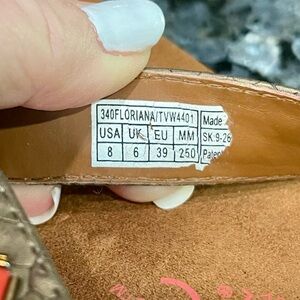 340FLORIANA/TVW4401 Made
USA UK EU MM SK.9-26
8 6 39 250